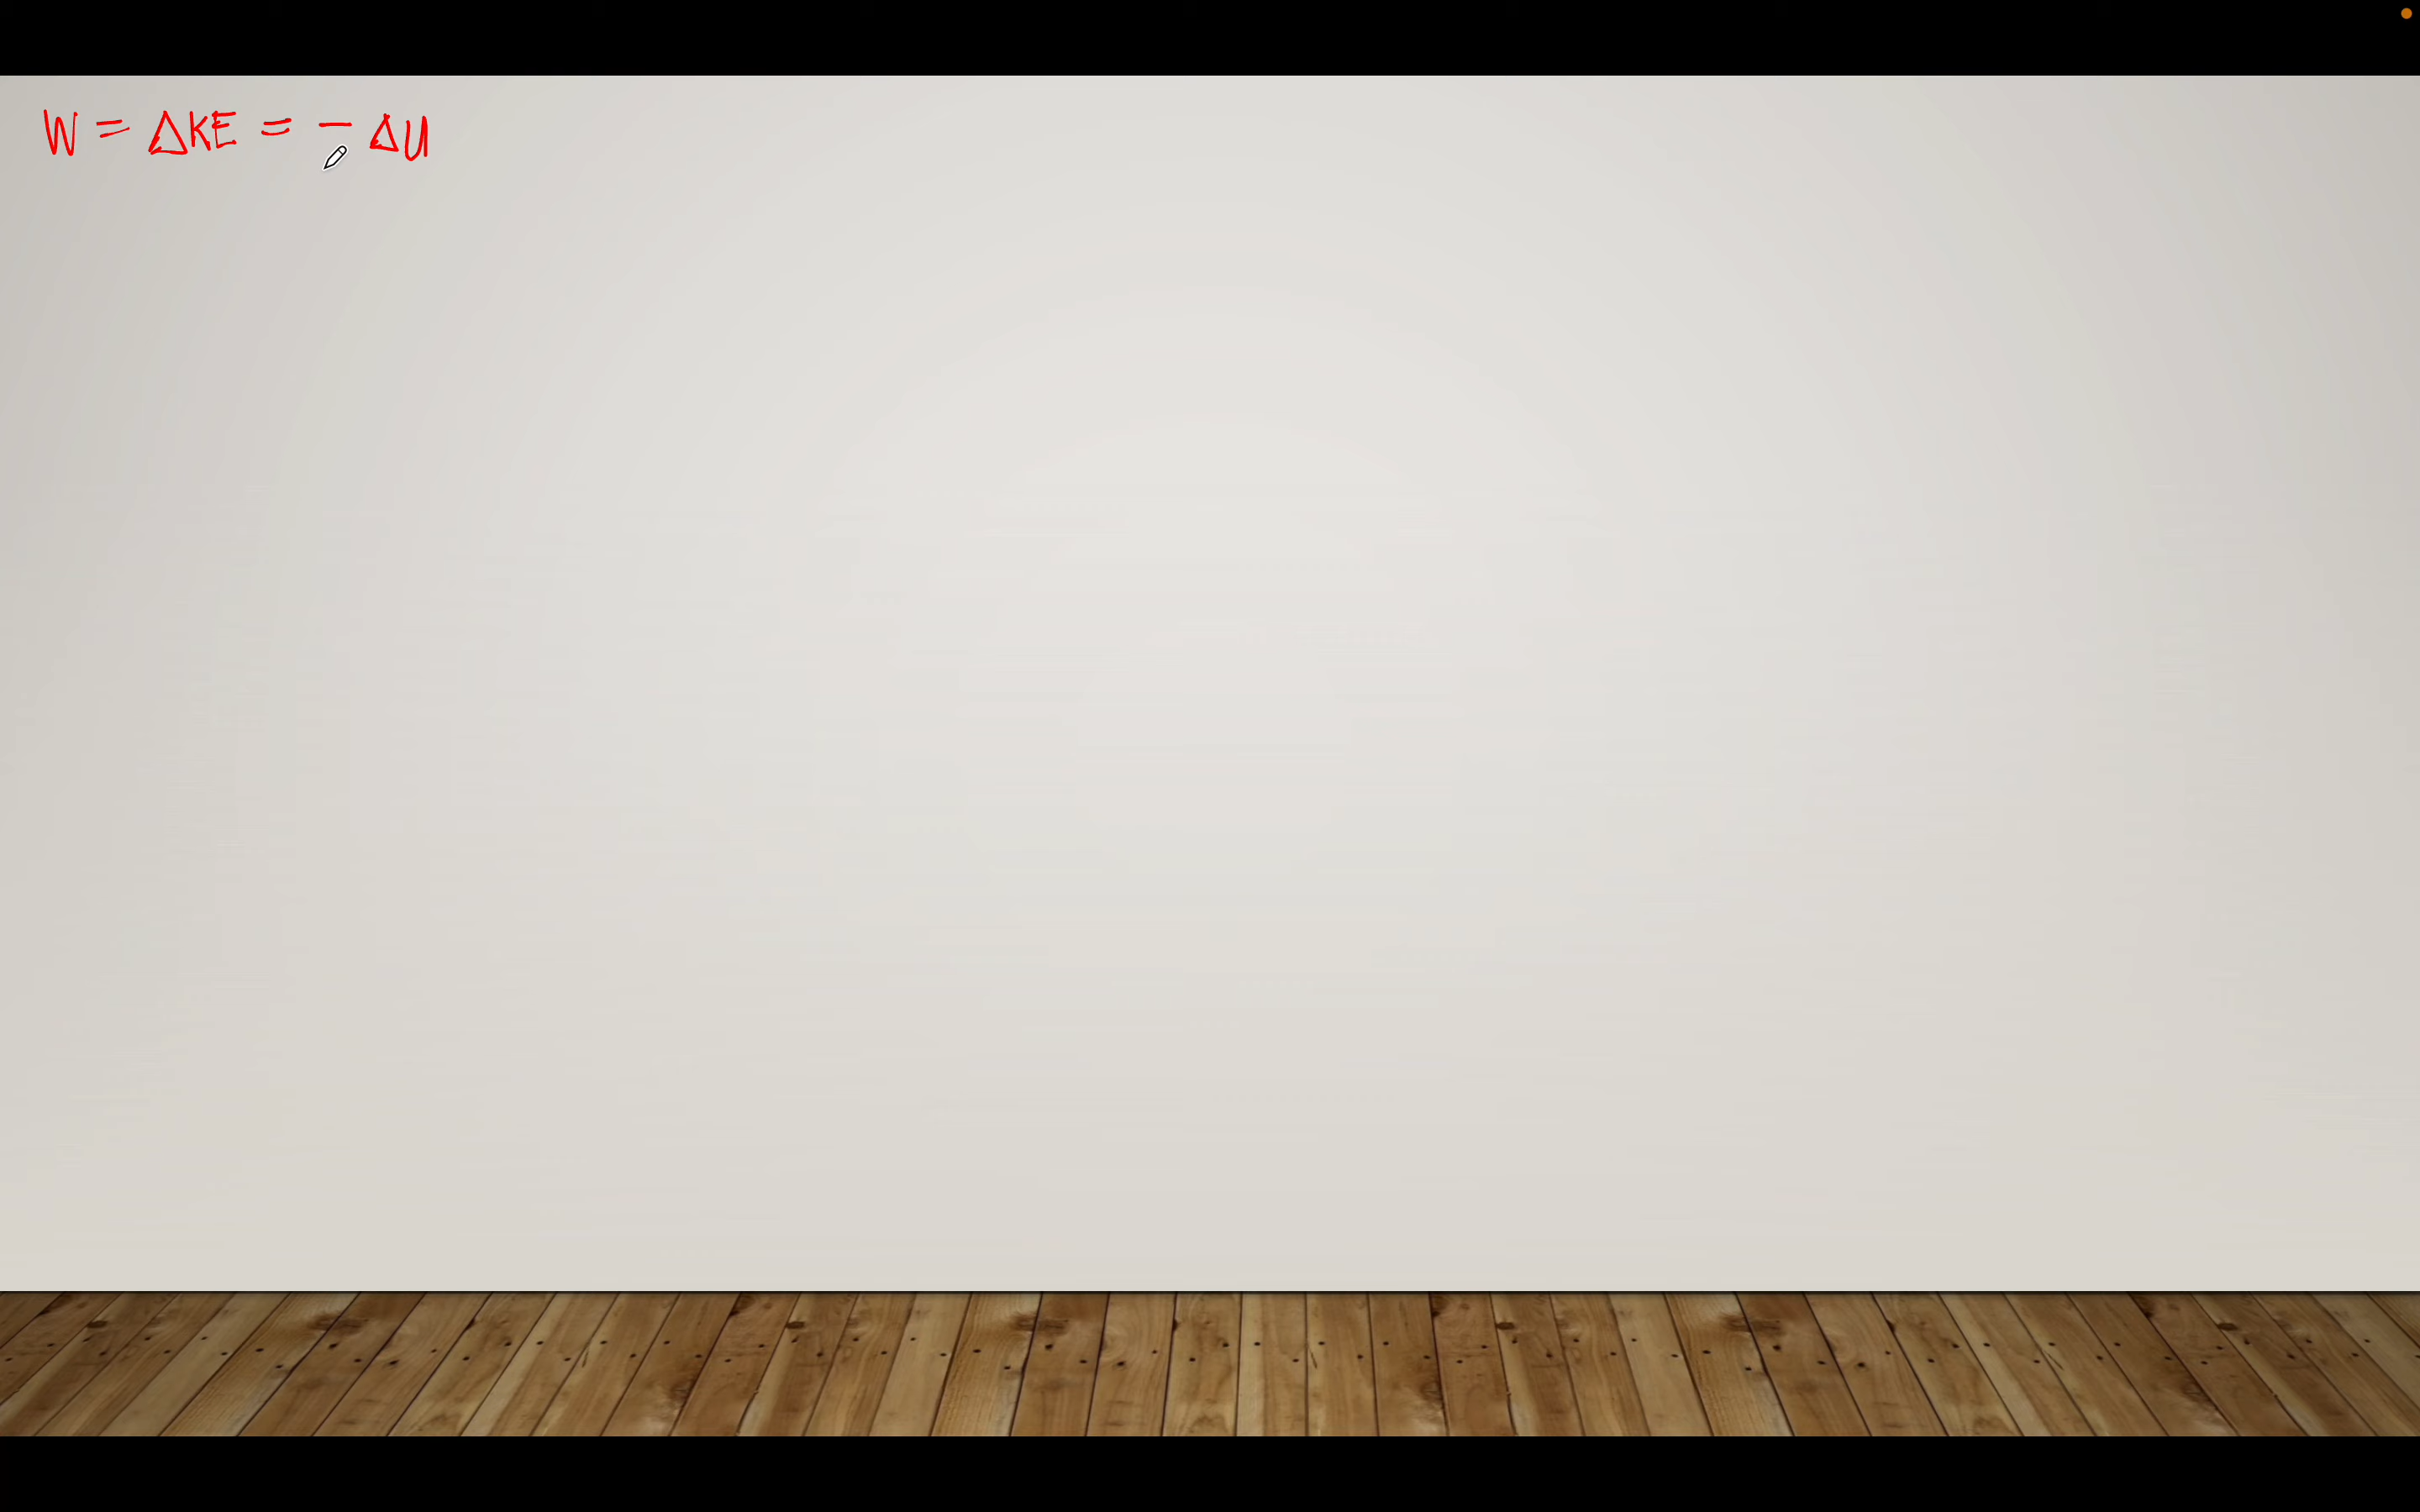 W = ΔKE = - ΔU